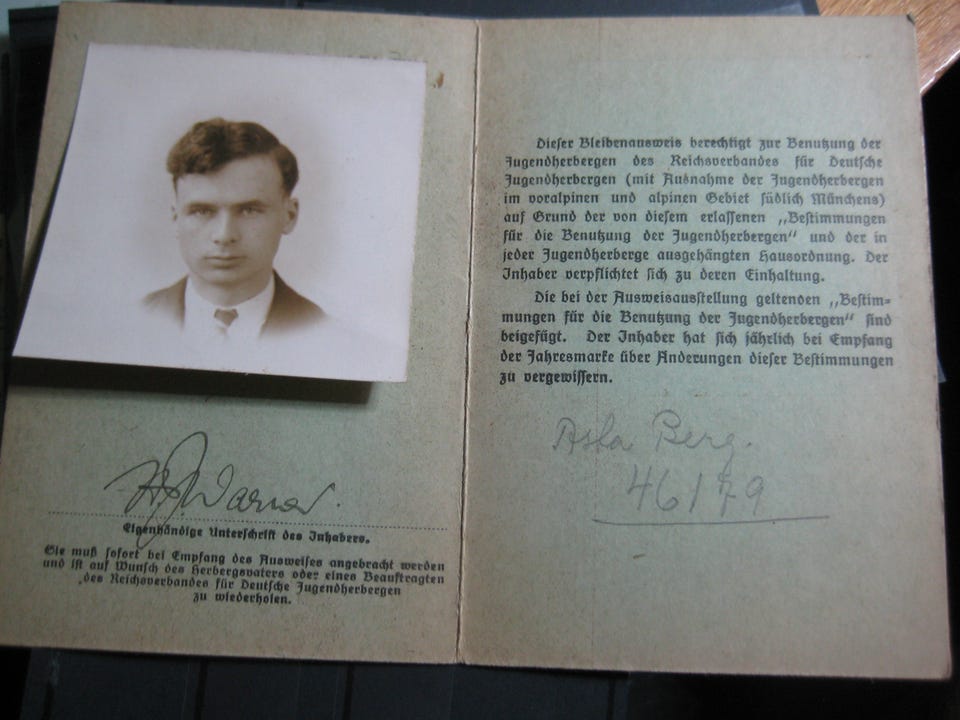 H. J. Warner.
Eigenhändige Unterschrift des Inhabers.
Sie muß sofort bei Empfang des Ausweises angebracht werden
und ist auf Wunsch des Herbergsvaters oder eines Beauftragten
des Reichsverbandes für Deutsche Jugendherbergen
zu wiederholen.
Dieser Bleibenausweis berechtigt zur Benutzung der
Jugendherbergen des Reichsverbandes für Deutsche
Jugendherbergen (mit Ausnahme der Jugendherbergen
im voralpinen und alpinen Gebiet südlich Münchens)
auf Grund der von diesem erlassenen „Bestimmungen
für die Benutzung der Jugendherbergen“ und der in
jeder Jugendherberge ausgehängten Hausordnung. Der
Inhaber verpflichtet sich zu deren Einhaltung.
Die bei der Ausweisausstellung geltenden „Bestim-
mungen für die Benutzung der Jugendherbergen“ sind
beigefügt. Der Inhaber hat sich jährlich bei Empfang
der Jahresmarke über Änderungen dieser Bestimmungen
zu vergewissern.
Asta Berg.
46179